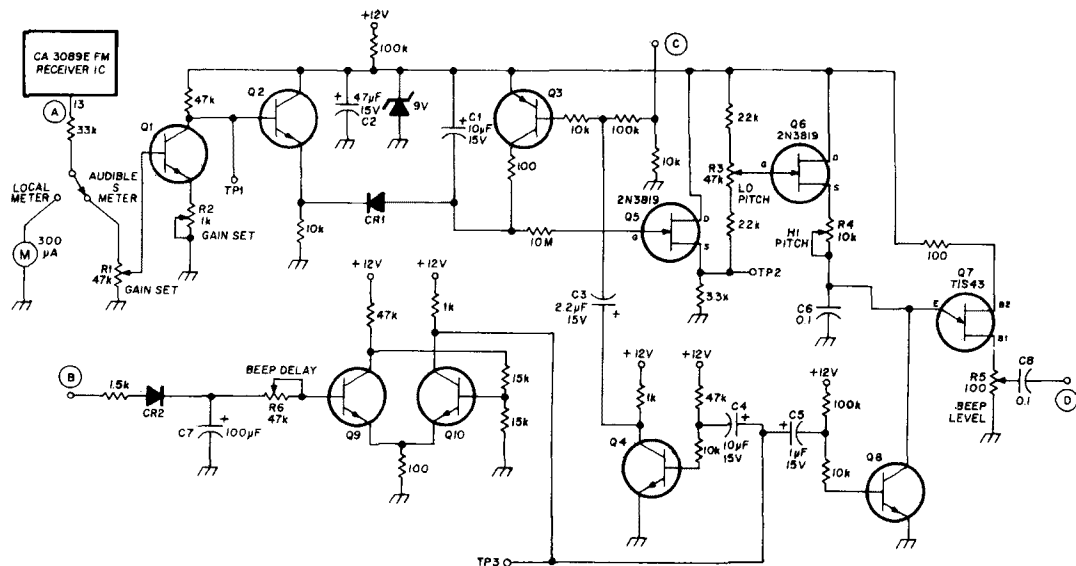 +12V
100k
CA 3089E FM
RECEIVER IC
A
13
33k
LOCAL METER
AUDIBLE
S
METER
M
300
μA
R1
47k
GAIN SET
47k
Q1
R2
1k
GAIN SET
TP1
Q2
10k
47μF
15V
C2
9V
CR1
C1
10μF
15V
Q3
100
10k
100k
C
10k
10M
2N3819
Q5
G
D
S
3.3k
TP2
22k
R3
47k
LO
PITCH
22k
Q6
2N3819
G
D
S
HI
PITCH
R4
10k
C6
0.1
100
Q7
TIS43
E
B2
B1
R5
100
BEEP
LEVEL
C8
0.1
D
B
1.5k
CR2
C7
100μF
BEEP DELAY
R6
47k
+12V
47k
+12V
1k
Q9
Q10
15k
15k
100
C3
2.2μF
15V
+12V
1k
+12V
47k
Q4
10k
C4
10μF
15V
C5
1μF
15V
+12V
100k
10k
Q8
TP3